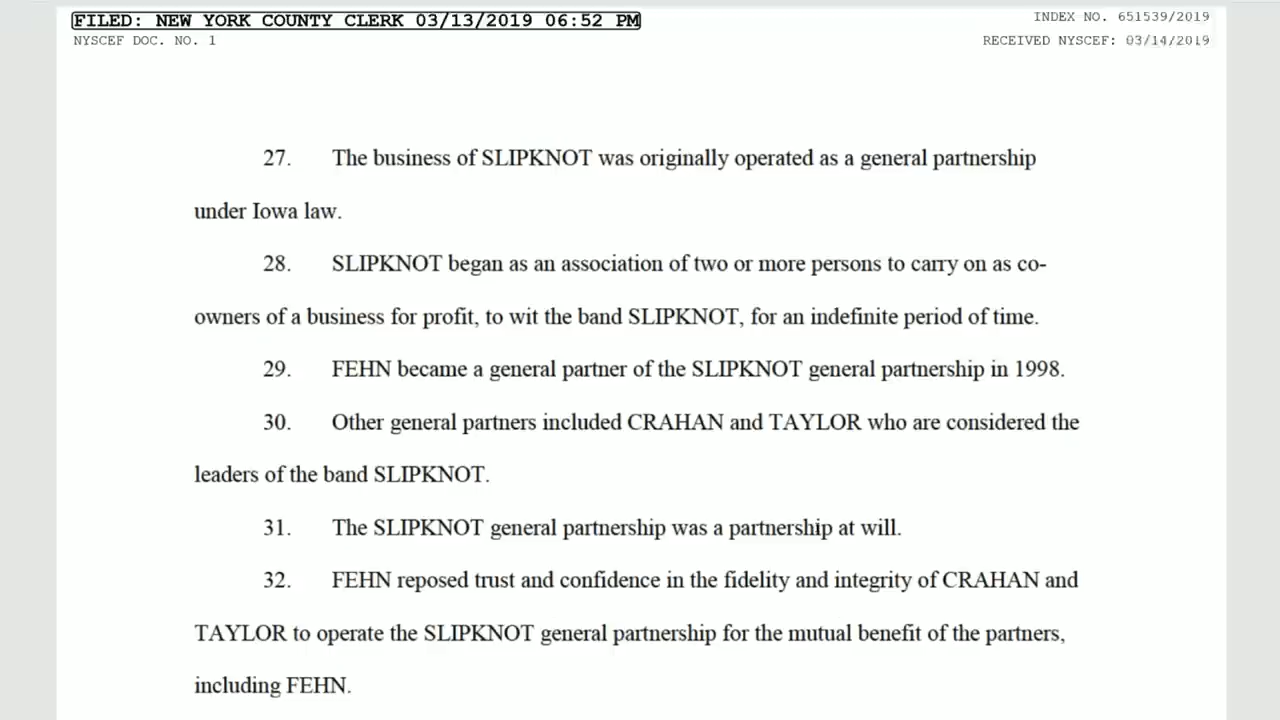 FILED: NEW YORK COUNTY CLERK 03/13/2019 06:52 PM
INDEX NO. 651539/2019
NYSCEF DOC. NO. 1
RECEIVED NYSCEF: 03/14/2019
27. The business of SLIPKNOT was originally operated as a general partnership
under Iowa law.
28. SLIPKNOT began as an association of two or more persons to carry on as co-
owners of a business for profit, to wit the band SLIPKNOT, for an indefinite period of time.
29. FEHN became a general partner of the SLIPKNOT general partnership in 1998.
30. Other general partners included CRAHAN and TAYLOR who are considered the
leaders of the band SLIPKNOT.
31. The SLIPKNOT general partnership was a partnership at will.
32. FEHN reposed trust and confidence in the fidelity and integrity of CRAHAN and
TAYLOR to operate the SLIPKNOT general partnership for the mutual benefit of the partners,
including FEHN.